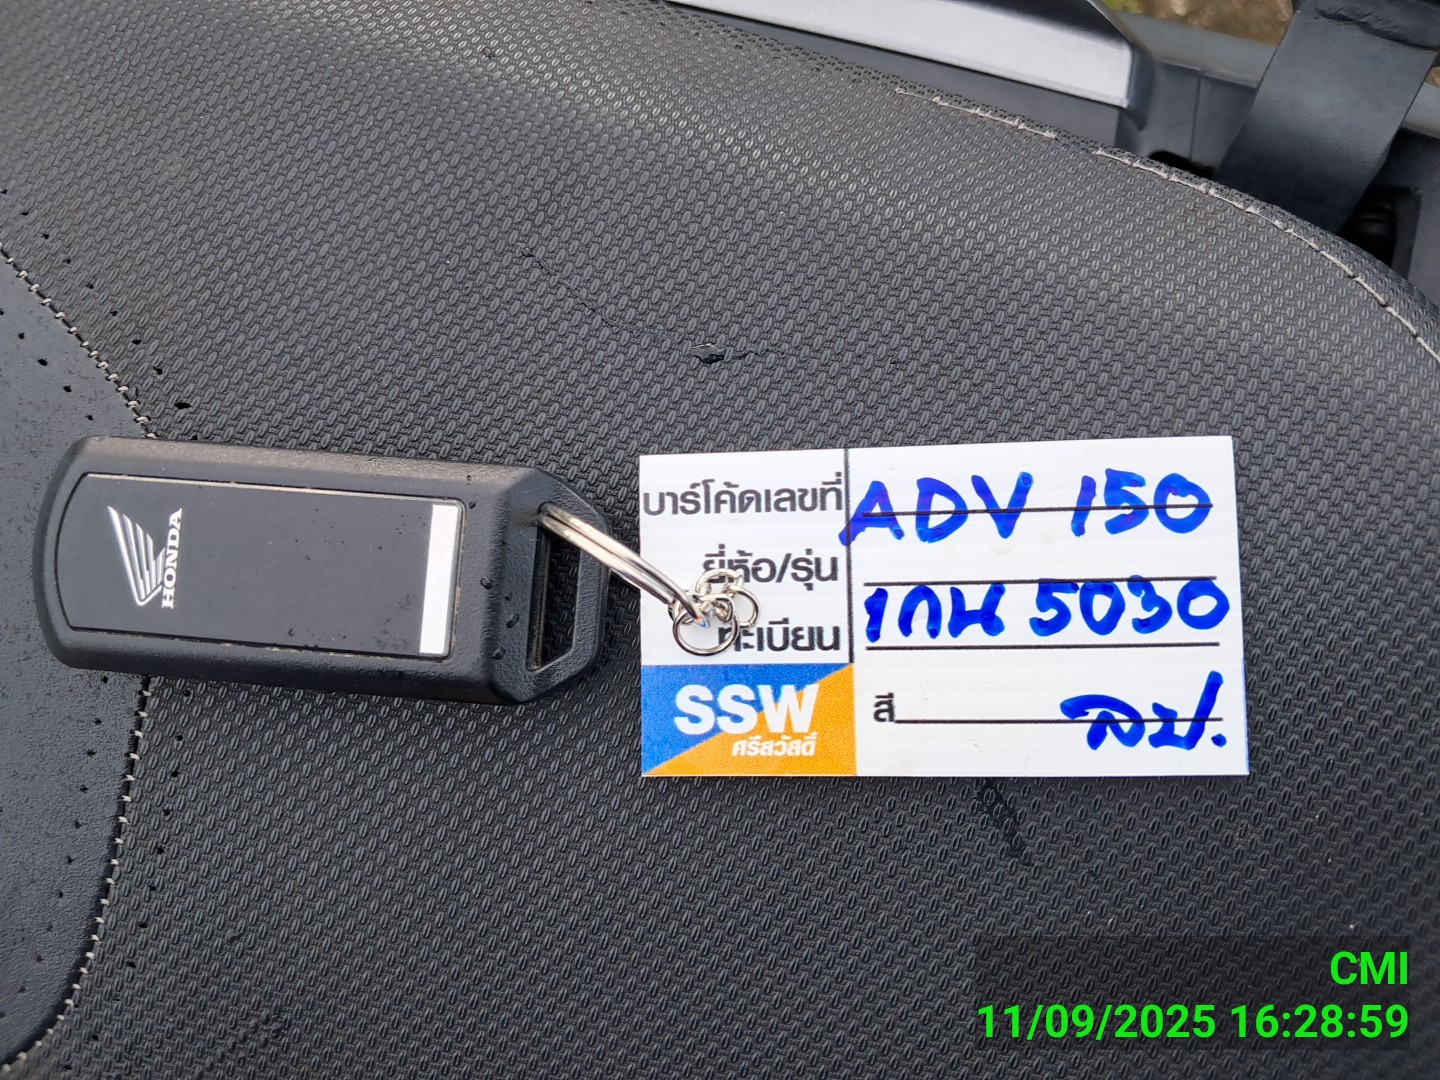 HONDA
บาร์โค้ดเลขที่ ADV 150
ยี่ห้อ/รุ่น
ทะเบียน 1กน 5030
SSW
ศรีสวัสดิ์
สี ลป.
CMI
11/09/2025 16:28:59